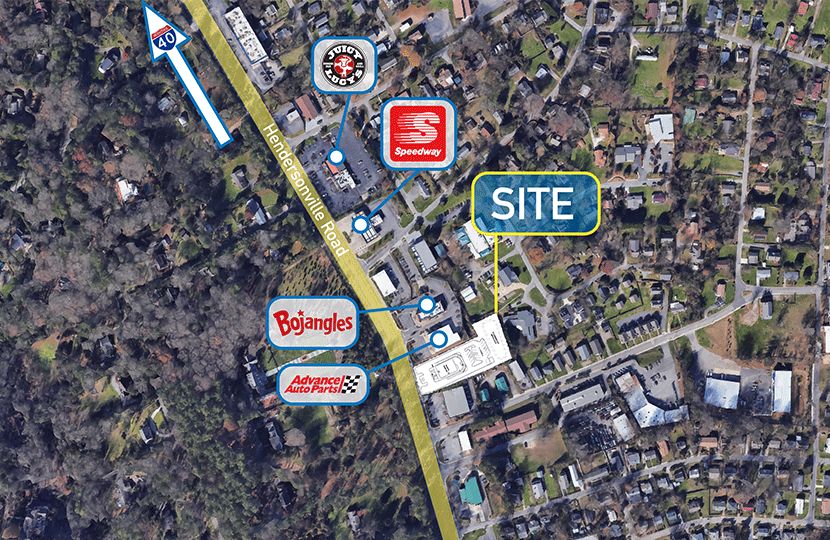 40
JUICY
LUCY'S
S
Speedway
Hendersonville Road
SITE
Bojangles
Advance
Auto Parts